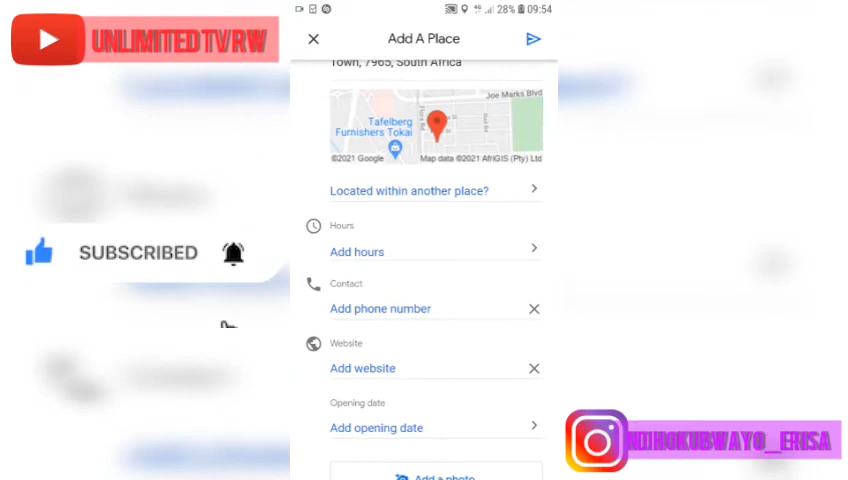 UNLIMITEDTVRW
28% 09:54
Add A Place
Town, 7965, South Africa
Joe Marks Blvd
Tafelberg
Furnishers Tokai
©2021 Google
Map data ©2021 AfriGIS (Pty) Ltd
Located within another place?
Hours
Add hours
SUBSCRIBED
Contact
Add phone number
Website
Add website
Opening date
Add opening date
Add a photo
NDIHOKUBWAYO_ERISA